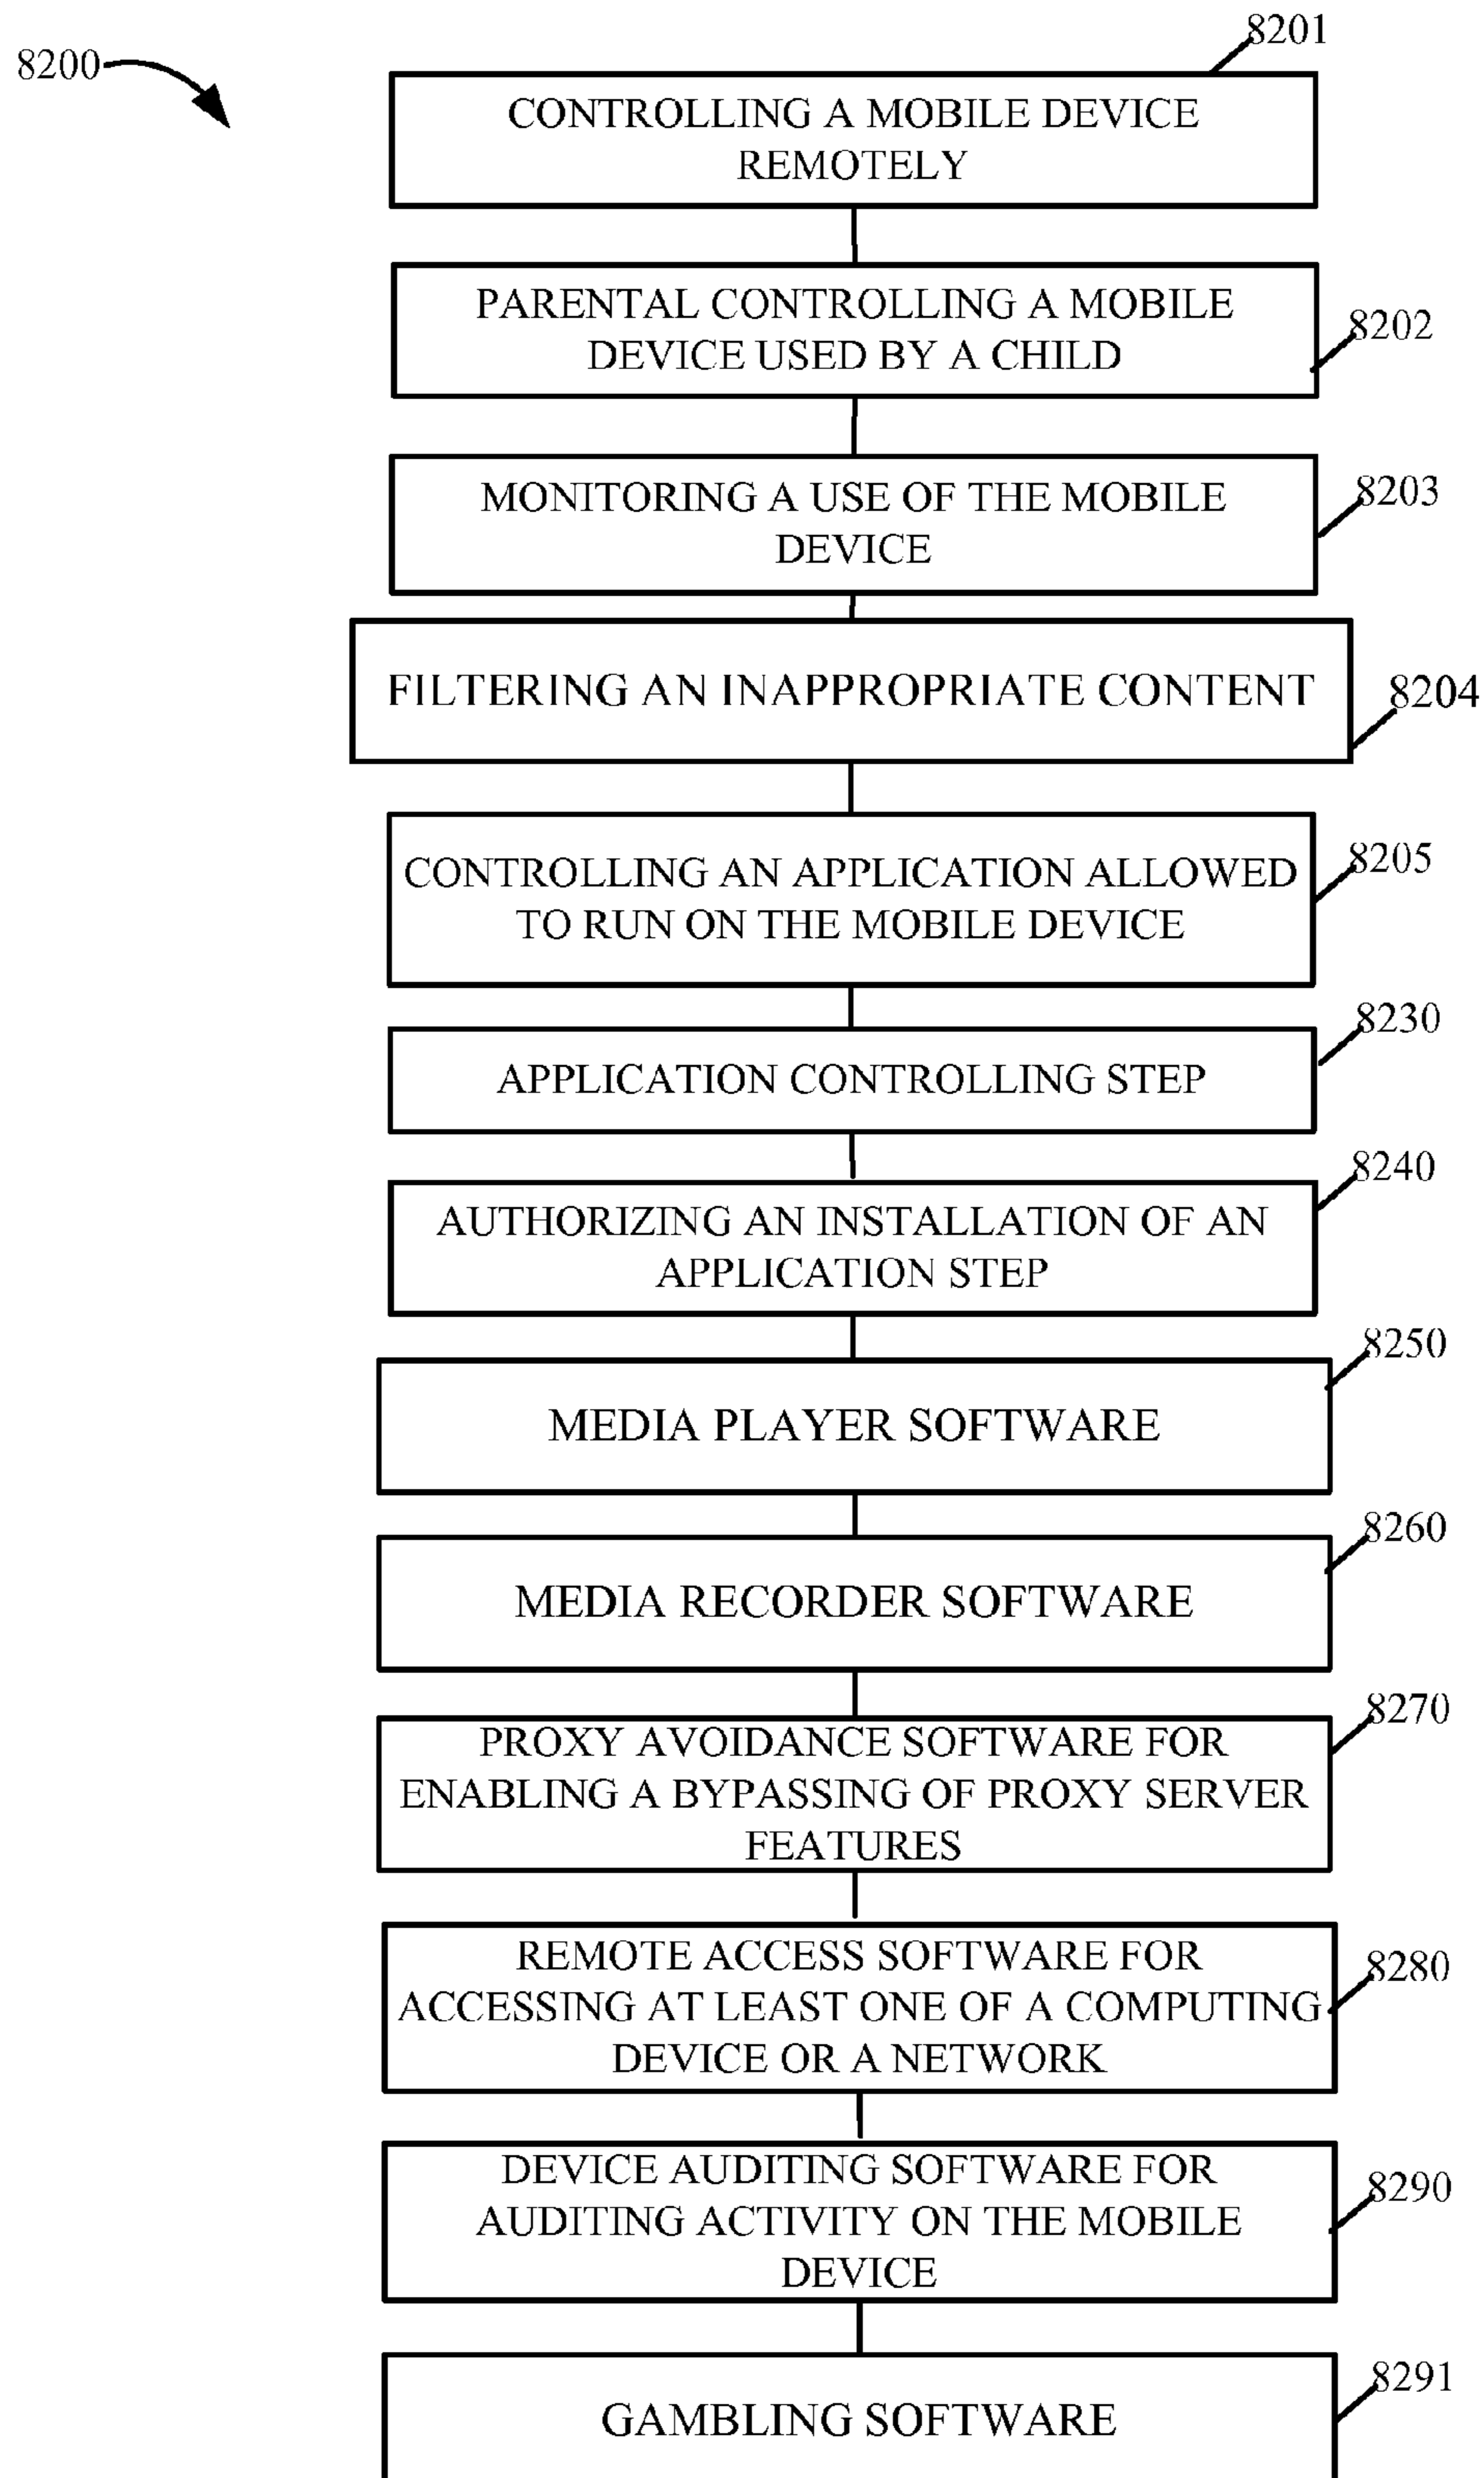 8201
8200
CONTROLLING A MOBILE DEVICE
REMOTELY
PARENTAL CONTROLLING A MOBILE
DEVICE USED BY A CHILD
8202
MONITORING A USE OF THE MOBILE
DEVICE
8203
FILTERING AN INAPPROPRIATE CONTENT
8204
CONTROLLING AN APPLICATION ALLOWED
TO RUN ON THE MOBILE DEVICE
8205
8230
APPLICATION CONTROLLING STEP
8240
AUTHORIZING AN INSTALLATION OF AN
APPLICATION STEP
8250
MEDIA PLAYER SOFTWARE
8260
MEDIA RECORDER SOFTWARE
8270
PROXY AVOIDANCE SOFTWARE FOR
ENABLING A BYPASSING OF PROXY SERVER
FEATURES
REMOTE ACCESS SOFTWARE FOR
ACCESSING AT LEAST ONE OF A COMPUTING
DEVICE OR A NETWORK
8280
DEVICE AUDITING SOFTWARE FOR
AUDITING ACTIVITY ON THE MOBILE
DEVICE
8290
8291
GAMBLING SOFTWARE